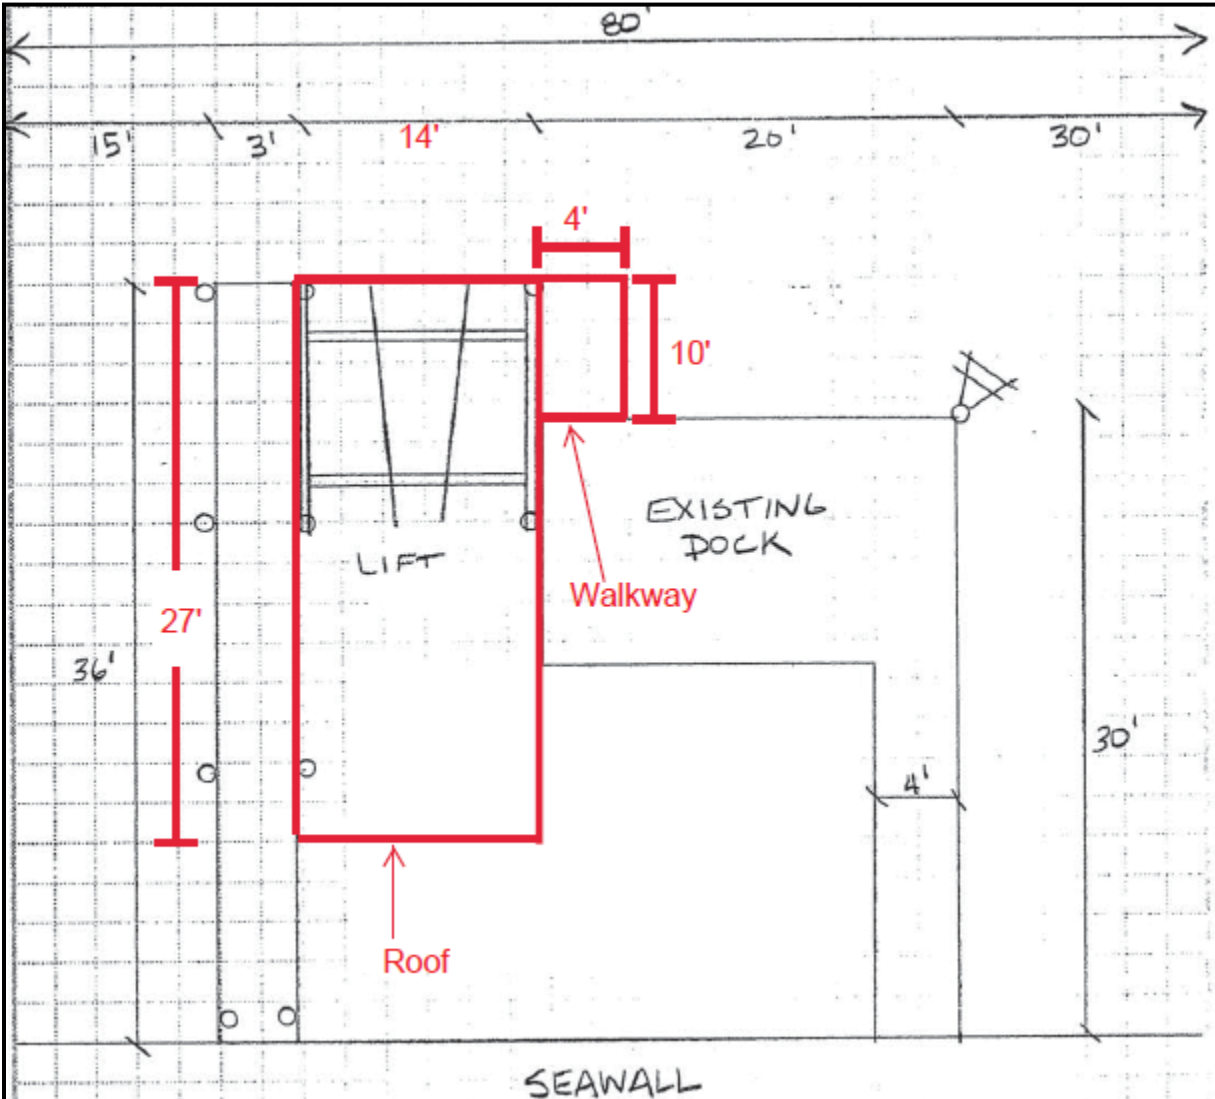 80'
15'
3'
14'
20'
30'
4'
10'
EXISTING
DOCK
LIFT
Walkway
27'
36'
30'
4'
Roof
SEAWALL